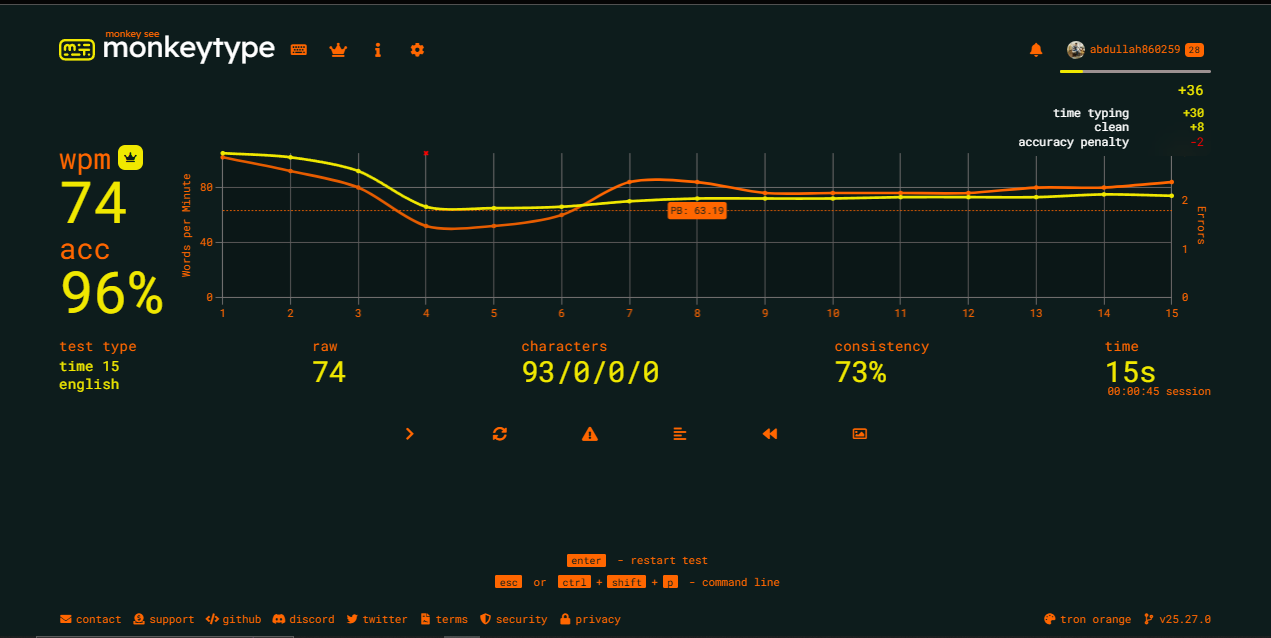 monkey see
monkeytype
abdullah860259 28
+36
time typing +30
clean +8
accuracy penalty -2
wpm
74
acc
96%
Words per Minute
80
40
0
PB: 63.19
2
1
0
Errors
1 2 3 4 5 6 7 8 9 10 11 12 13 14 15
test type
time 15
english
raw
74
characters
93/0/0/0
consistency
73%
time
15s
00:00:45 session
enter - restart test
esc or ctrl + shift + p - command line
contact support github discord twitter terms security privacy tron orange v25.27.0